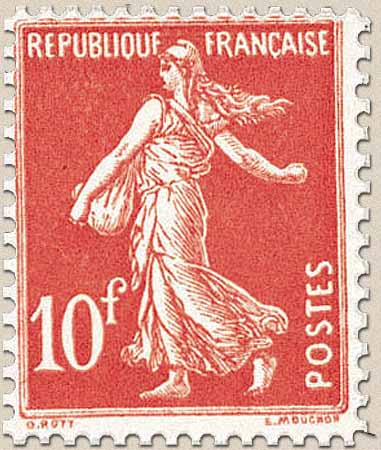 REPUBLIQUE FRANÇAISE
POSTES
10f
O.ROTY
E.MOUCHON